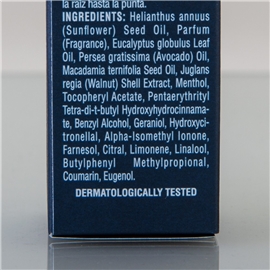 la raíz hasta la punta.
INGREDIENTS: Helianthus annuus
(Sunflower) Seed Oil, Parfum
(Fragrance), Eucalyptus globulus Leaf
Oil, Persea gratissima (Avocado) Oil,
Macadamia ternifolia Seed Oil, Juglans
regia (Walnut) Shell Extract, Menthol,
Tocopheryl Acetate, Pentaerythrityl
Tetra-di-t-butyl Hydroxyhydrocinnama-
te, Benzyl Alcohol, Geraniol, Hydroxyci-
tronellal, Alpha-Isomethyl Ionone,
Farnesol, Citral, Limonene, Linalool,
Butylphenyl Methylpropional,
Coumarin, Eugenol.
DERMATOLOGICALLY TESTED